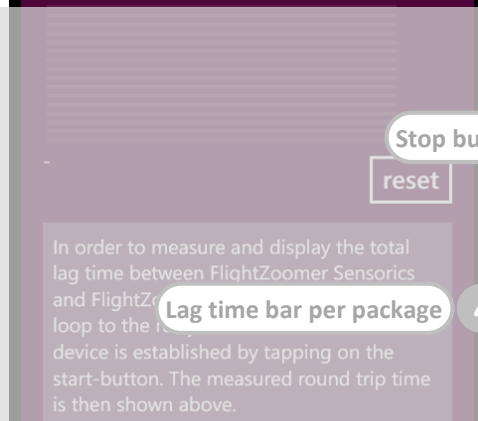 Stop bu
-
reset
In order to measure and display the total
lag time between FlightZoomer Sensorics
and FlightZo
Lag time bar per package
loop to the
device is established by tapping on the
start-button. The measured round trip time
is then shown above.